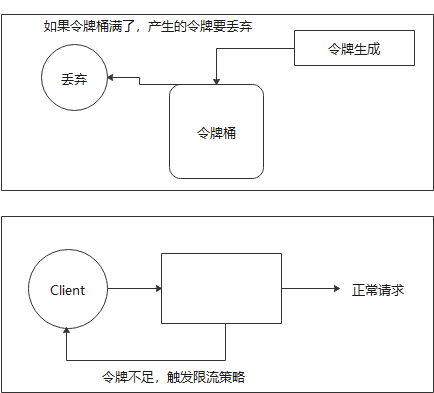 如果令牌桶满了，产生的令牌要丢弃
令牌生成
丢弃
令牌桶
Client
正常请求
令牌不足，触发限流策略